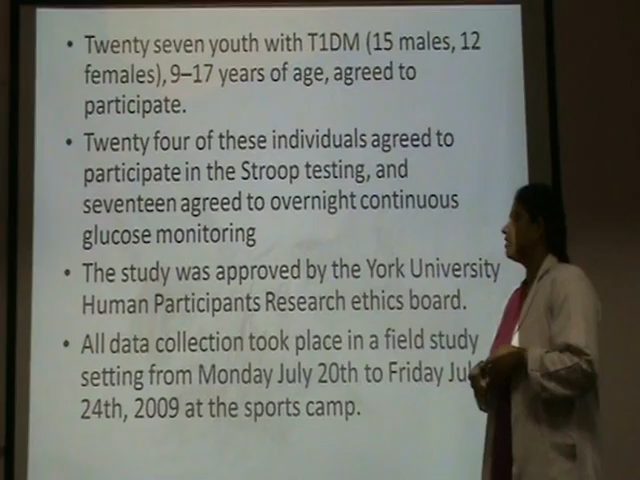 • Twenty seven youth with T1DM (15 males, 12
females), 9–17 years of age, agreed to
participate.
• Twenty four of these individuals agreed to
participate in the Stroop testing, and
seventeen agreed to overnight continuous
glucose monitoring
• The study was approved by the York University
Human Participants Research ethics board.
• All data collection took place in a field study
setting from Monday July 20th to Friday Jul
24th, 2009 at the sports camp.